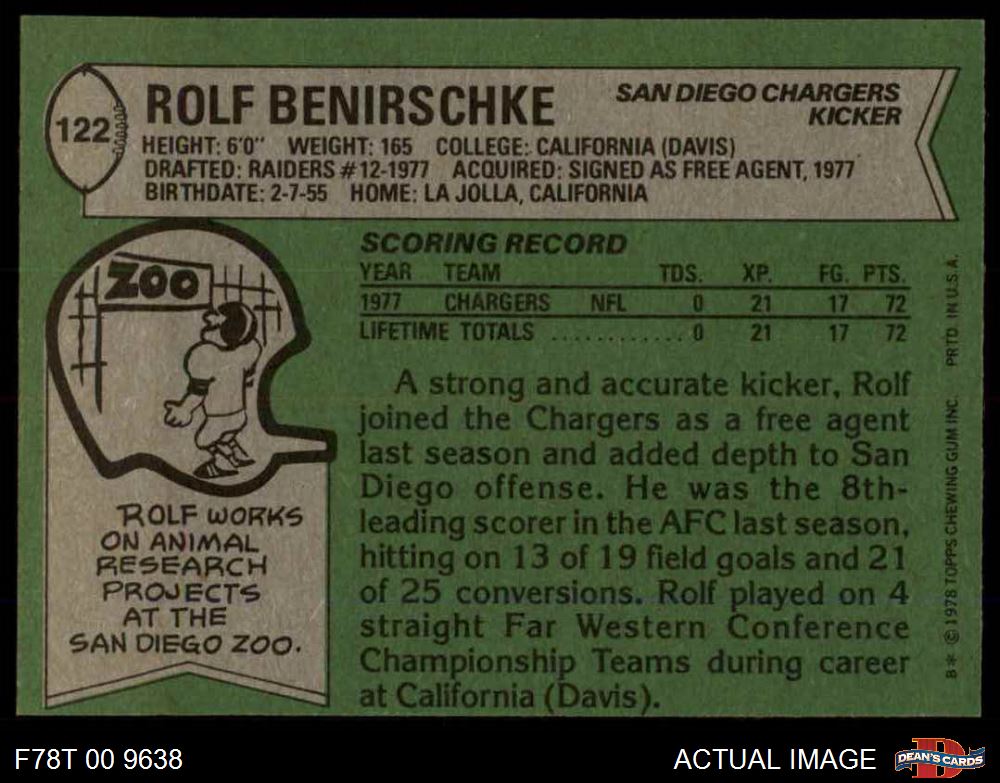 122
ROLF BENIRSCHKE
SAN DIEGO CHARGERS
KICKER
HEIGHT: 6'0" WEIGHT: 165 COLLEGE: CALIFORNIA (DAVIS)
DRAFTED: RAIDERS #12-1977 ACQUIRED: SIGNED AS FREE AGENT, 1977
BIRTHDATE: 2-7-55 HOME: LA JOLLA, CALIFORNIA
ZOO
ROLF WORKS
ON ANIMAL
RESEARCH
PROJECTS
AT THE
SAN DIEGO ZOO.
SCORING RECORD
YEAR TEAM TDS. XP. FG. PTS.
1977 CHARGERS NFL 0 21 17 72
LIFETIME TOTALS ............ 0 21 17 72
A strong and accurate kicker, Rolf
joined the Chargers as a free agent
last season and added depth to San
Diego offense. He was the 8th-
leading scorer in the AFC last season,
hitting on 13 of 19 field goals and 21
of 25 conversions. Rolf played on 4
straight Far Western Conference
Championship Teams during career
at California (Davis).
B* © 1978 TOPPS CHEWING GUM INC. PRTD. IN U.S.A.
F78T 00 9638
ACTUAL IMAGE
DEAN'S CARDS